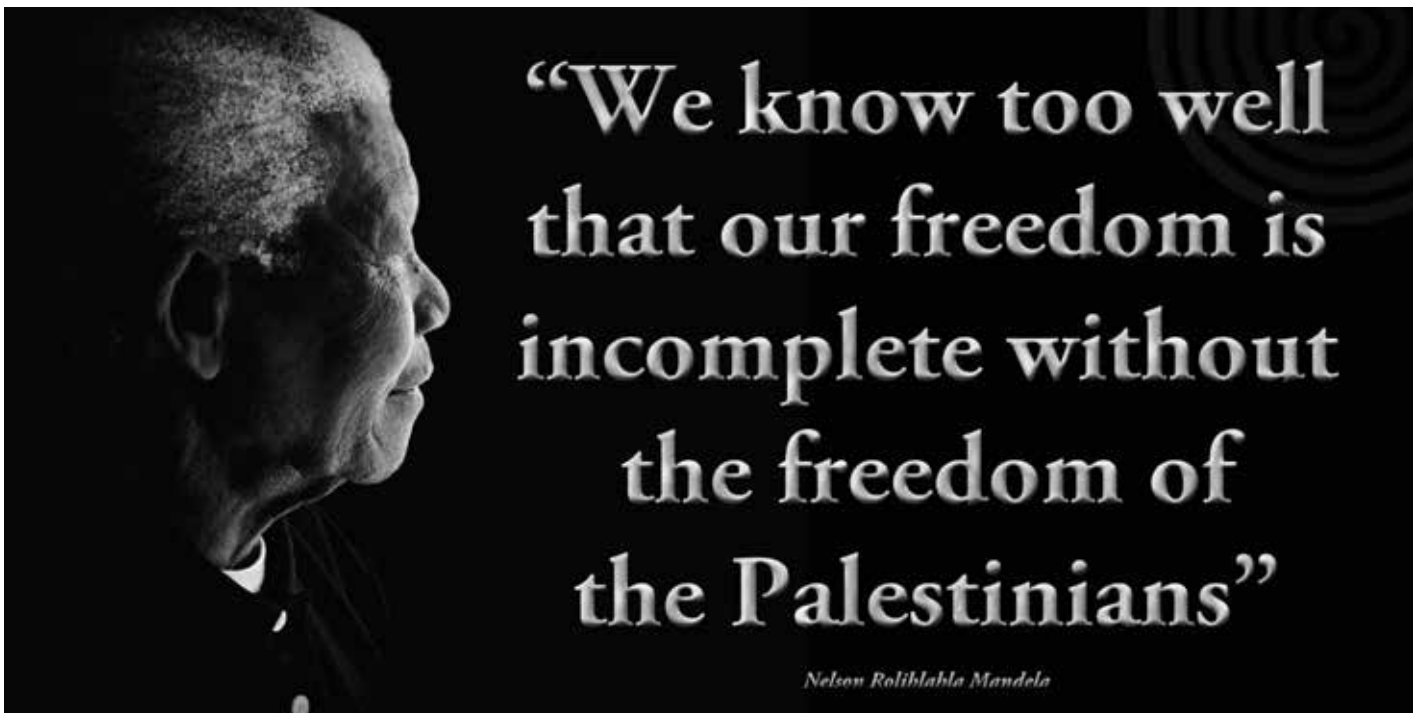 “We know too well
that our freedom is
incomplete without
the freedom of
the Palestinians”
Nelson Rolihlahla Mandela